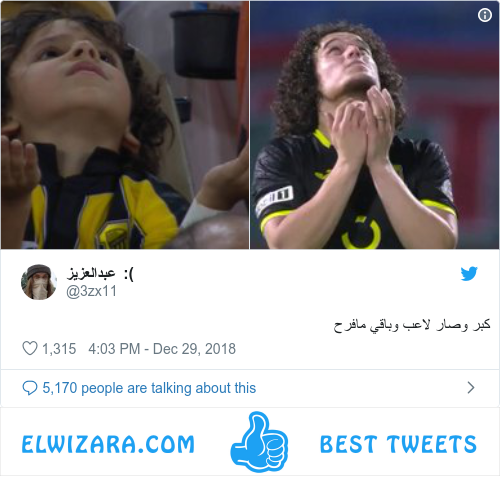 عبدالعزيز :(
@3zx11
كبر وصار لاعب وباقي مافرح
1,315 4:03 PM - Dec 29, 2018
5,170 people are talking about this
ELWIZARA.COM BEST TWEETS